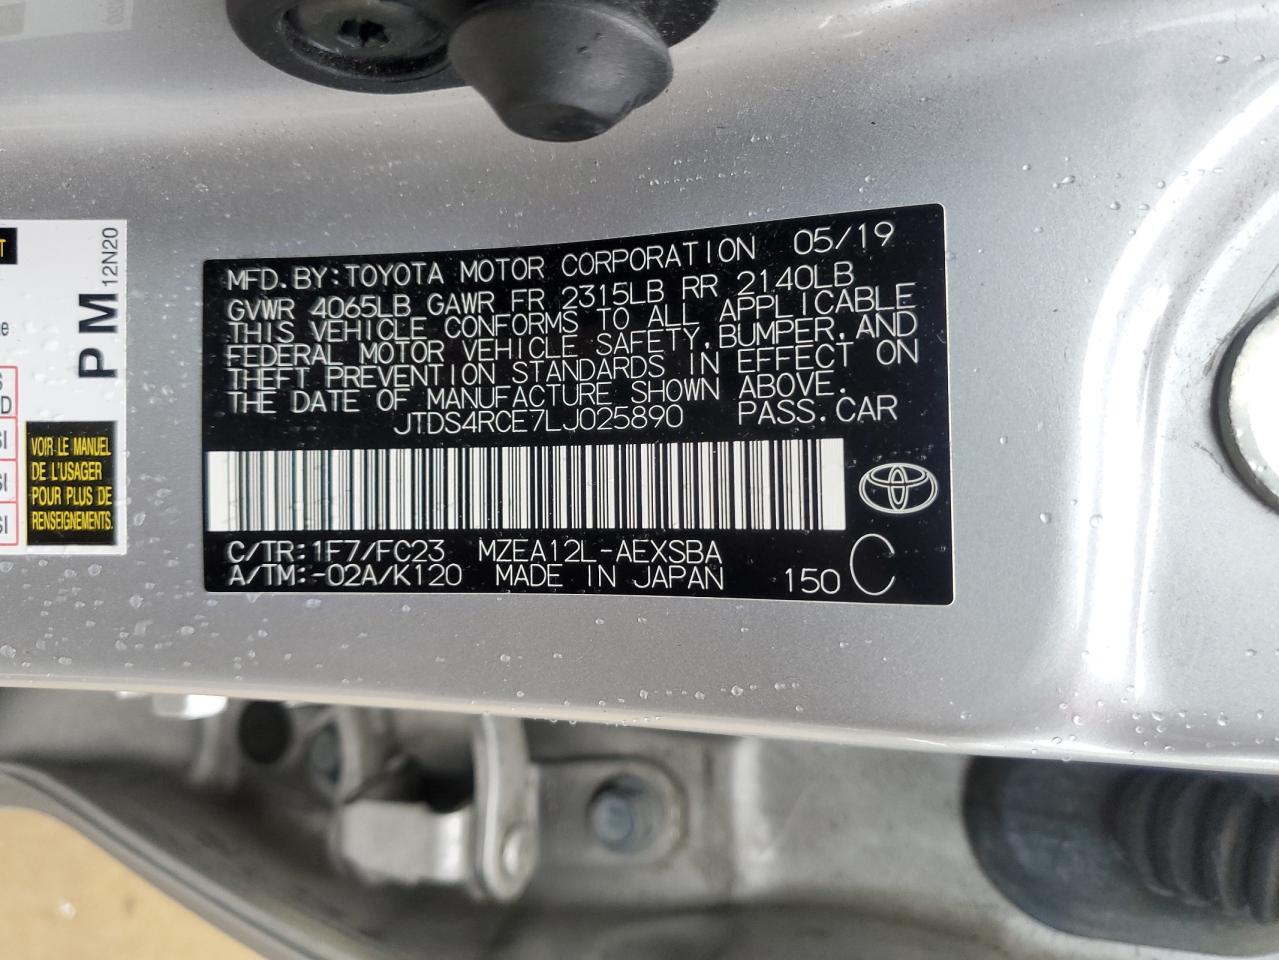 MFD.BY:TOYOTA MOTOR CORPORATION 05/19
GVWR 4065LB GAWR FR 2315LB RR 2140LB
THIS VEHICLE CONFORMS TO ALL APPLICABLE
FEDERAL MOTOR VEHICLE SAFETY,BUMPER,AND
THEFT PREVENTION STANDARDS IN EFFECT ON
THE DATE OF MANUFACTURE SHOWN ABOVE.
JTDS4RCE7LJ025890 PASS.CAR
C/TR:1F7/FC23 MZEA12L-AEXSBA
A/TM:-02A/K120 MADE IN JAPAN 150 C
PM
12N20
VOIR LE MANUEL
DE L'USAGER
POUR PLUS DE
RENSEIGNEMENTS.